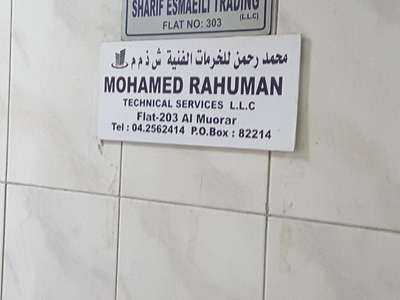 SHARIF ESMAEILI TRADING
(L.L.C)
FLAT NO: 303
محمد رحمن للخرمات الفنية ش ذ م م
MOHAMED RAHUMAN
TECHNICAL SERVICES L.L.C
Flat-203 Al Muorar
Tel : 04.2562414 P.O.Box : 82214